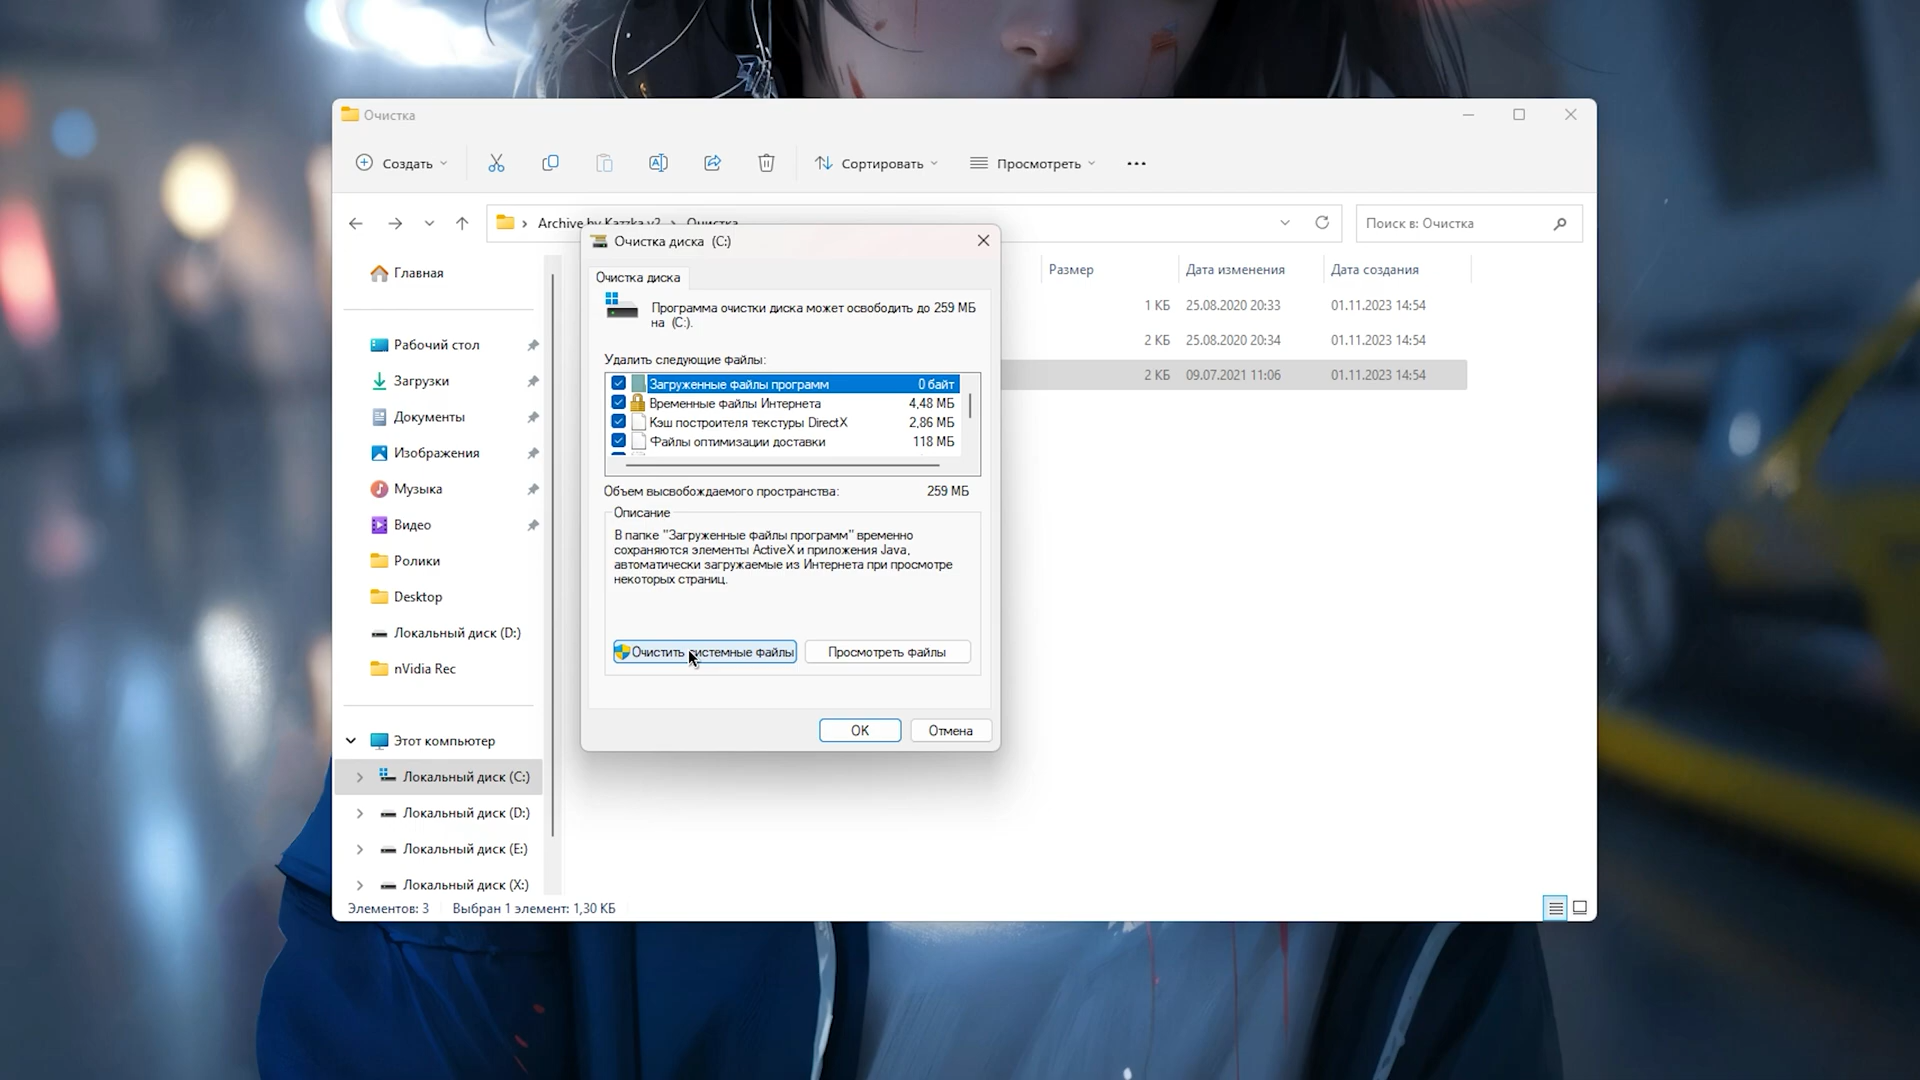 Очистка
Создать
Сортировать
Просмотреть
Archive by Kazzka v2 > Очистка
Поиск в: Очистка
Главная
Рабочий стол
Загрузки
Документы
Изображения
Музыка
Видео
Ролики
Desktop
Локальный диск (D:)
nVidia Rec
Этот компьютер
Локальный диск (C:)
Локальный диск (D:)
Локальный диск (E:)
Локальный диск (X:)
Размер Дата изменения Дата создания
1 КБ 25.08.2020 20:33 01.11.2023 14:54
2 КБ 25.08.2020 20:34 01.11.2023 14:54
2 КБ 09.07.2021 11:06 01.11.2023 14:54
Очистка диска (C:)
Очистка диска
Программа очистки диска может освободить до 259 МБ
на (C:).
Удалить следующие файлы:
Загруженные файлы программ 0 байт
Временные файлы Интернета 4,48 МБ
Кэш построителя текстуры DirectX 2,86 МБ
Файлы оптимизации доставки 118 МБ
Объем высвобождаемого пространства: 259 МБ
Описание
В папке "Загруженные файлы программ" временно
сохраняются элементы ActiveX и приложения Java,
автоматически загружаемые из Интернета при просмотре
некоторых страниц.
Очистить системные файлы
Просмотреть файлы
OK
Отмена
Элементов: 3
Выбран 1 элемент: 1,30 КБ